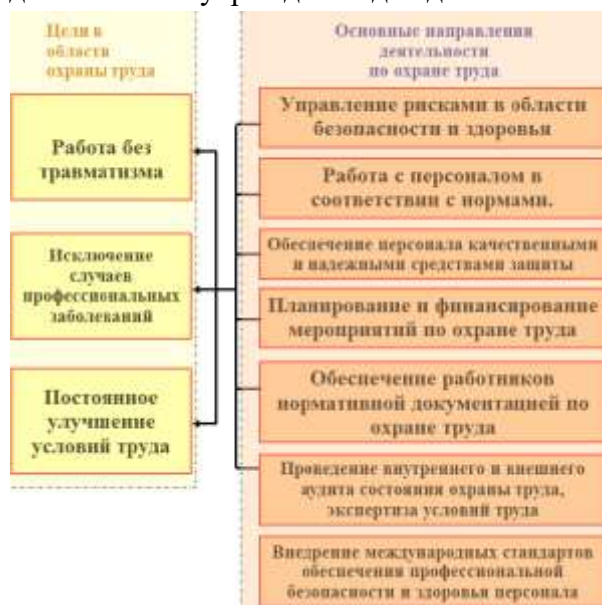 Цели в
области
охраны труда
Работа без
травматизма
Исключение
случаев
профессиональных
заболеваний
Постоянное
улучшение
условий труда
Основные направления
деятельности
по охране труда
Управление рисками в области
безопасности и здоровья
Работа с персоналом в
соответствии с нормами.
Обеспечение персонала качественными
и надежными средствами защиты
Планирование и финансирование
мероприятий по охране труда
Обеспечение работников
нормативной документацией по
охране труда
Проведение внутреннего и внешнего
аудита состояния охраны труда,
экспертиза условий труда
Внедрение международных стандартов
обеспечения профессиональной
безопасности и здоровья персонала